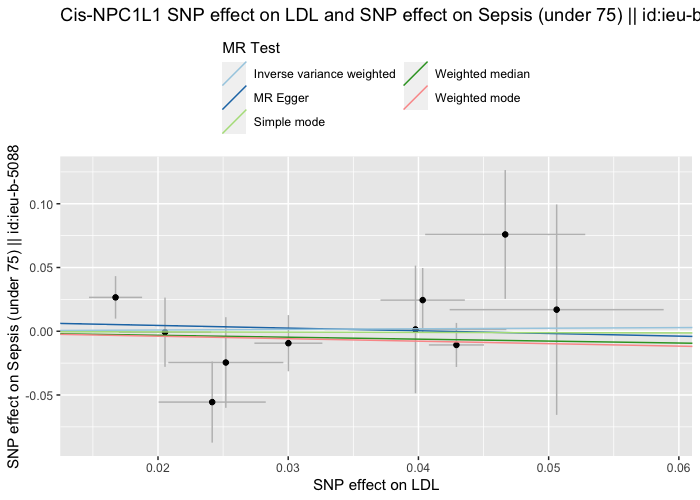 Cis-NPC1L1 SNP effect on LDL and SNP effect on Sepsis (under 75) || id:ieu-b
MR Test
Inverse variance weighted
Weighted median
MR Egger
Weighted mode
Simple mode
SNP effect on Sepsis (under 75) || id:ieu-b-5088
0.10
0.05
0.00
-0.05
0.02
0.03
0.04
0.05
0.06
SNP effect on LDL